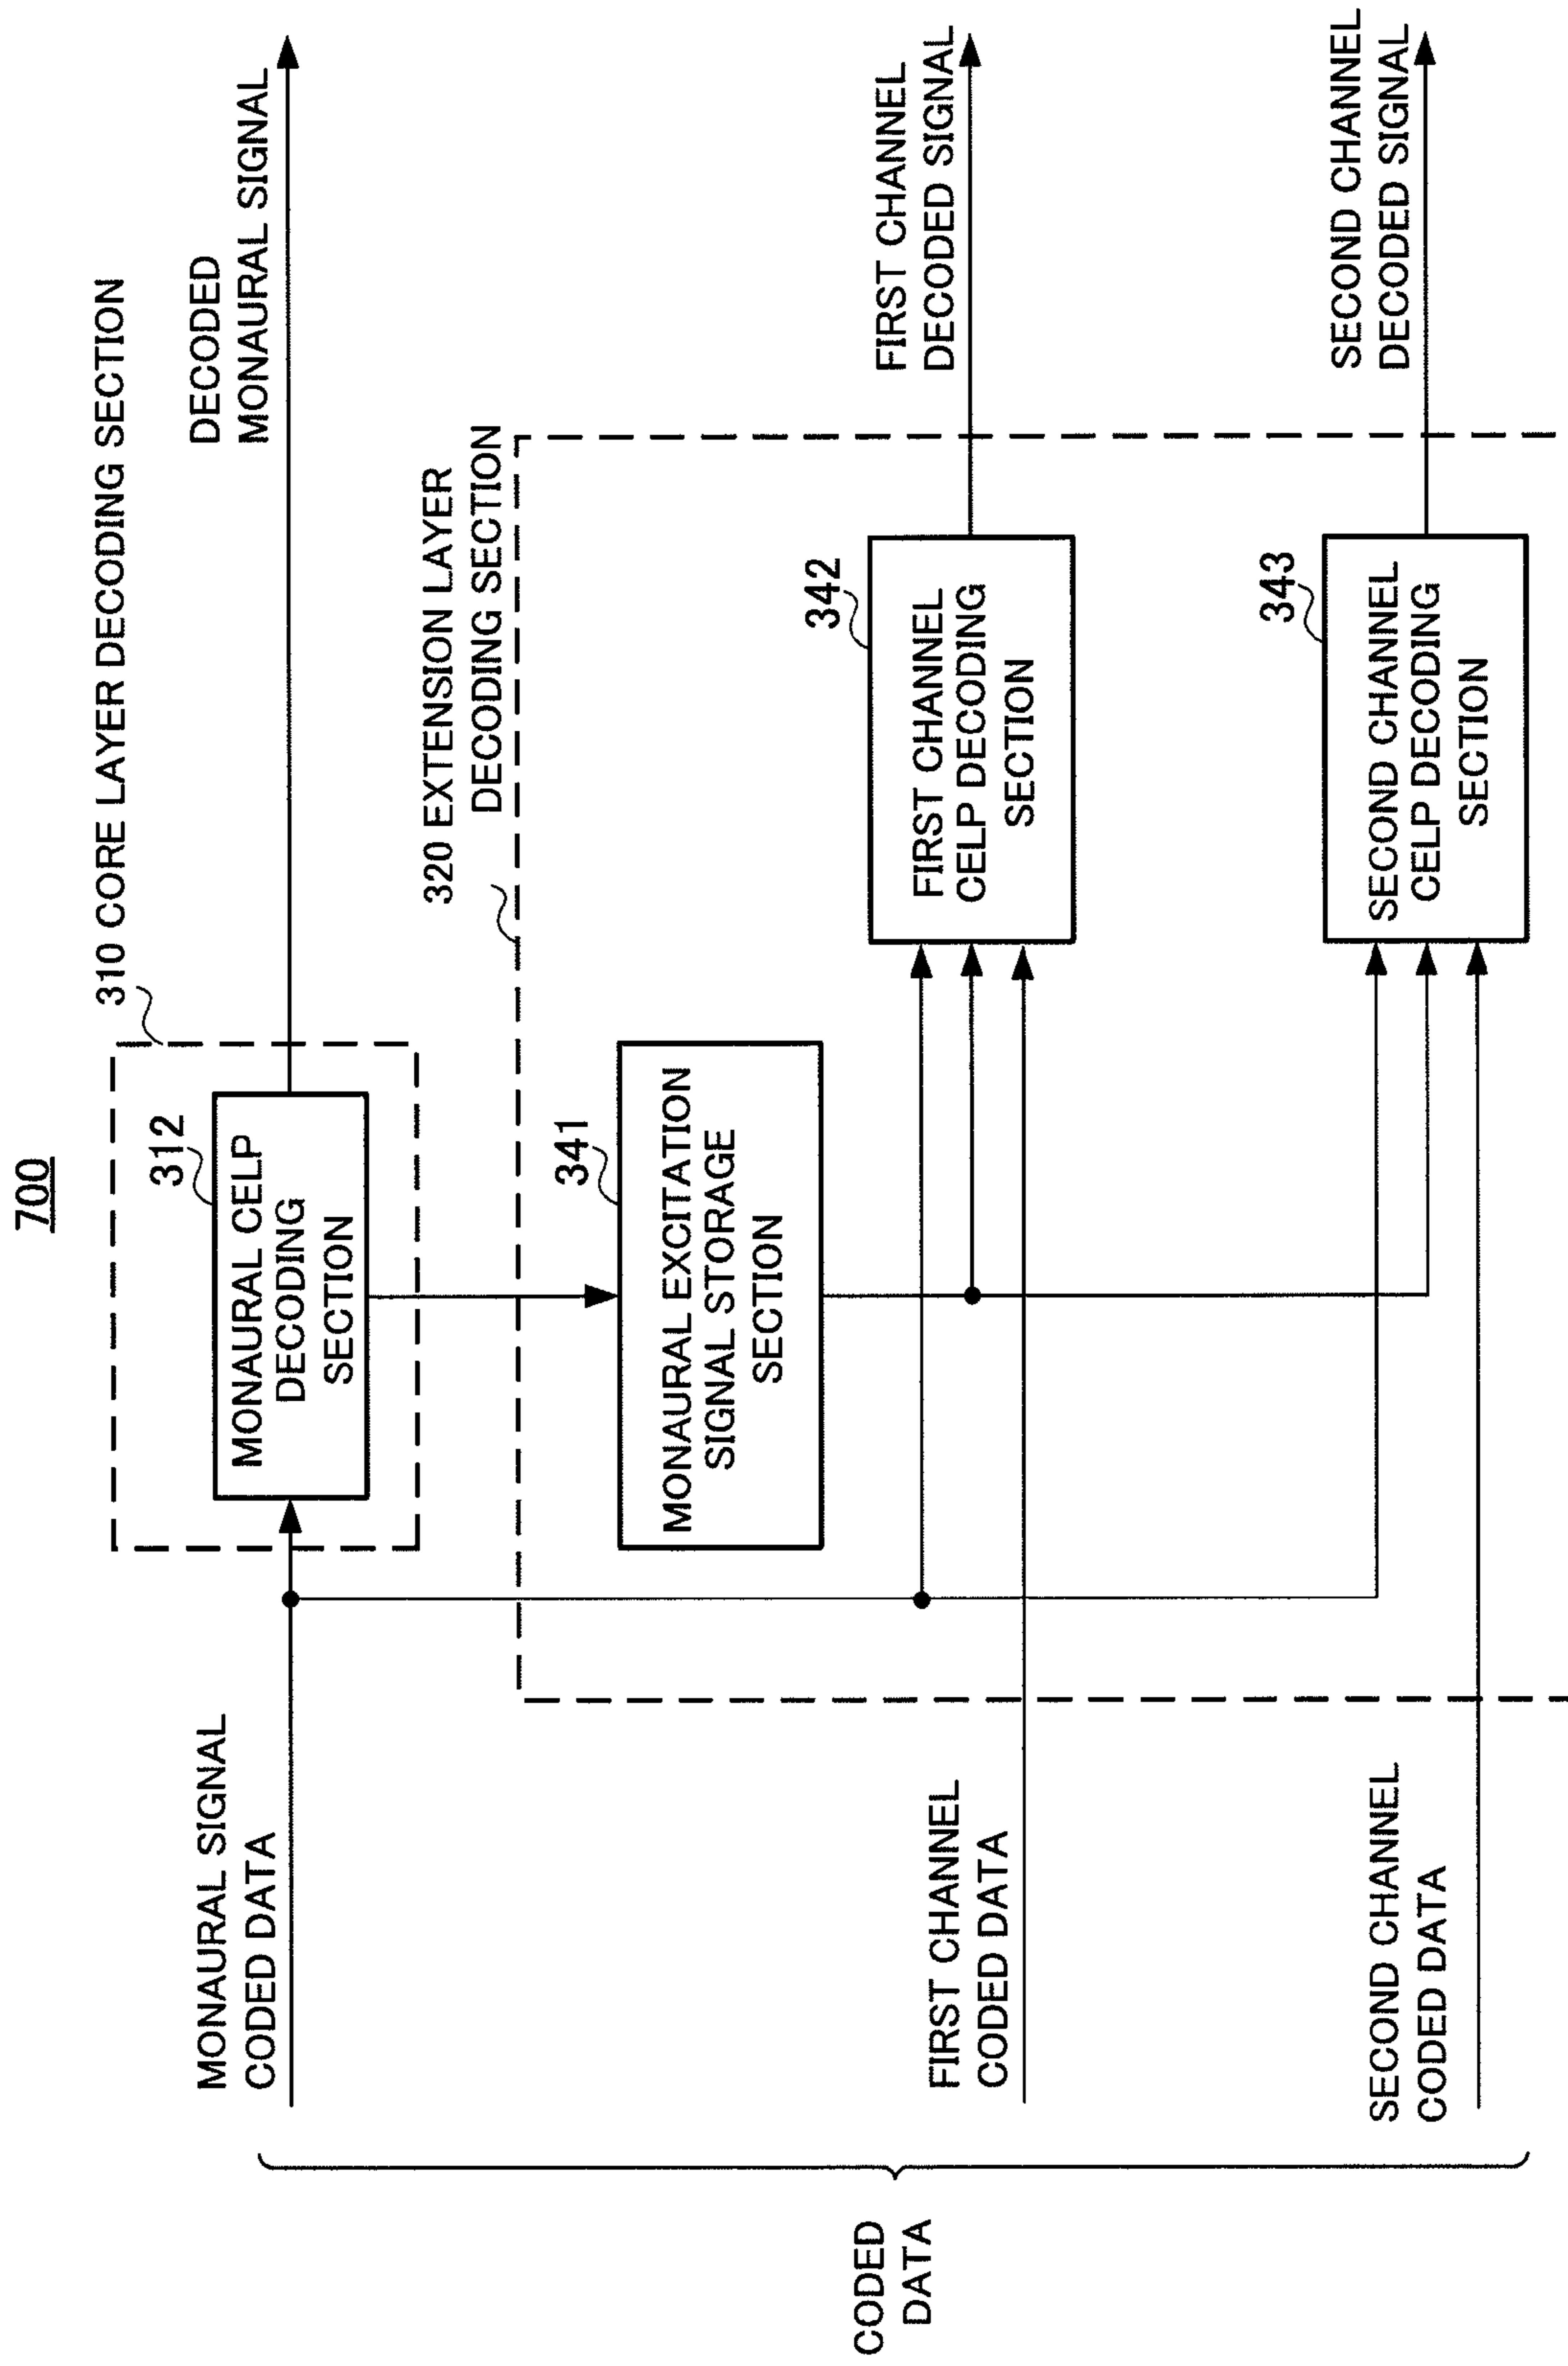 700
310 CORE LAYER DECODING SECTION
MONAURAL SIGNAL
CODED DATA
312
MONAURAL CELP
DECODING
SECTION
DECODED
MONAURAL SIGNAL
320 EXTENSION LAYER
DECODING SECTION
341
MONAURAL EXCITATION
SIGNAL STORAGE
SECTION
CODED
DATA
FIRST CHANNEL
CODED DATA
342
FIRST CHANNEL
CELP DECODING
SECTION
FIRST CHANNEL
DECODED SIGNAL
SECOND CHANNEL
CODED DATA
343
SECOND CHANNEL
CELP DECODING
SECTION
SECOND CHANNEL
DECODED SIGNAL